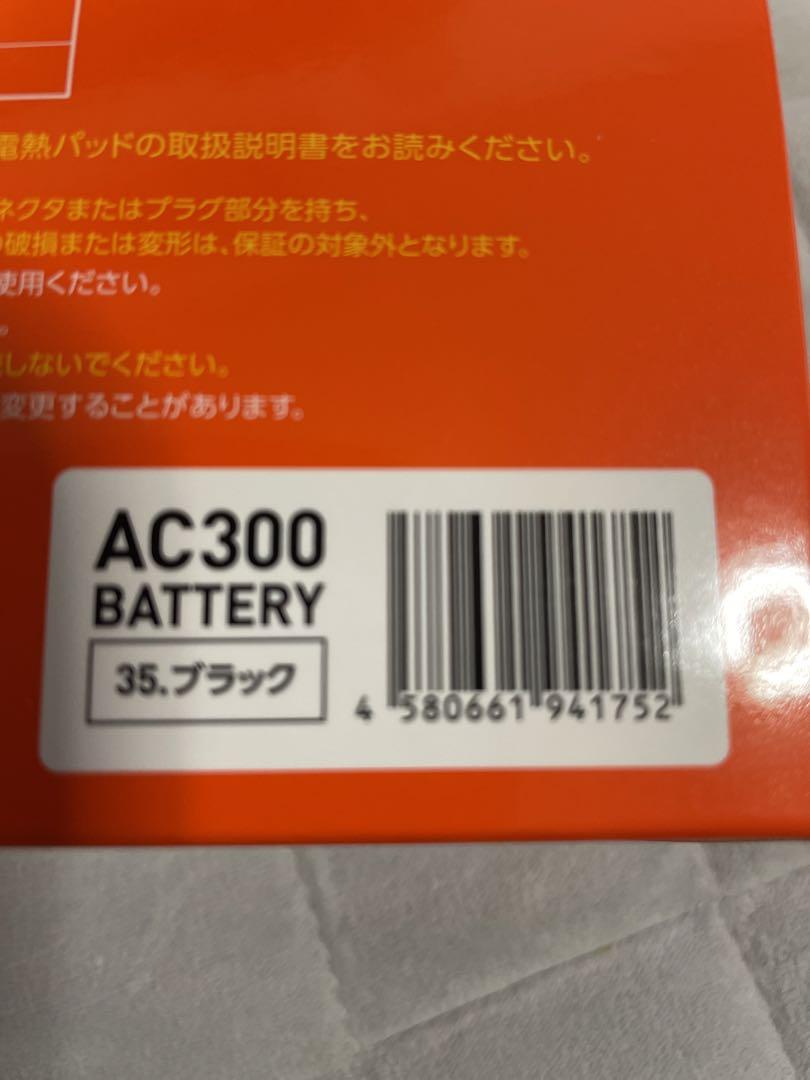 電熱パッドの取扱説明書をお読みください。
ネクタまたはプラグ部分を持ち、
破損または変形は、保証の対象外となります。
使用ください。
。
しないでください。
変更することがあります。
AC300
BATTERY
35.ブラック
4 580661 941752